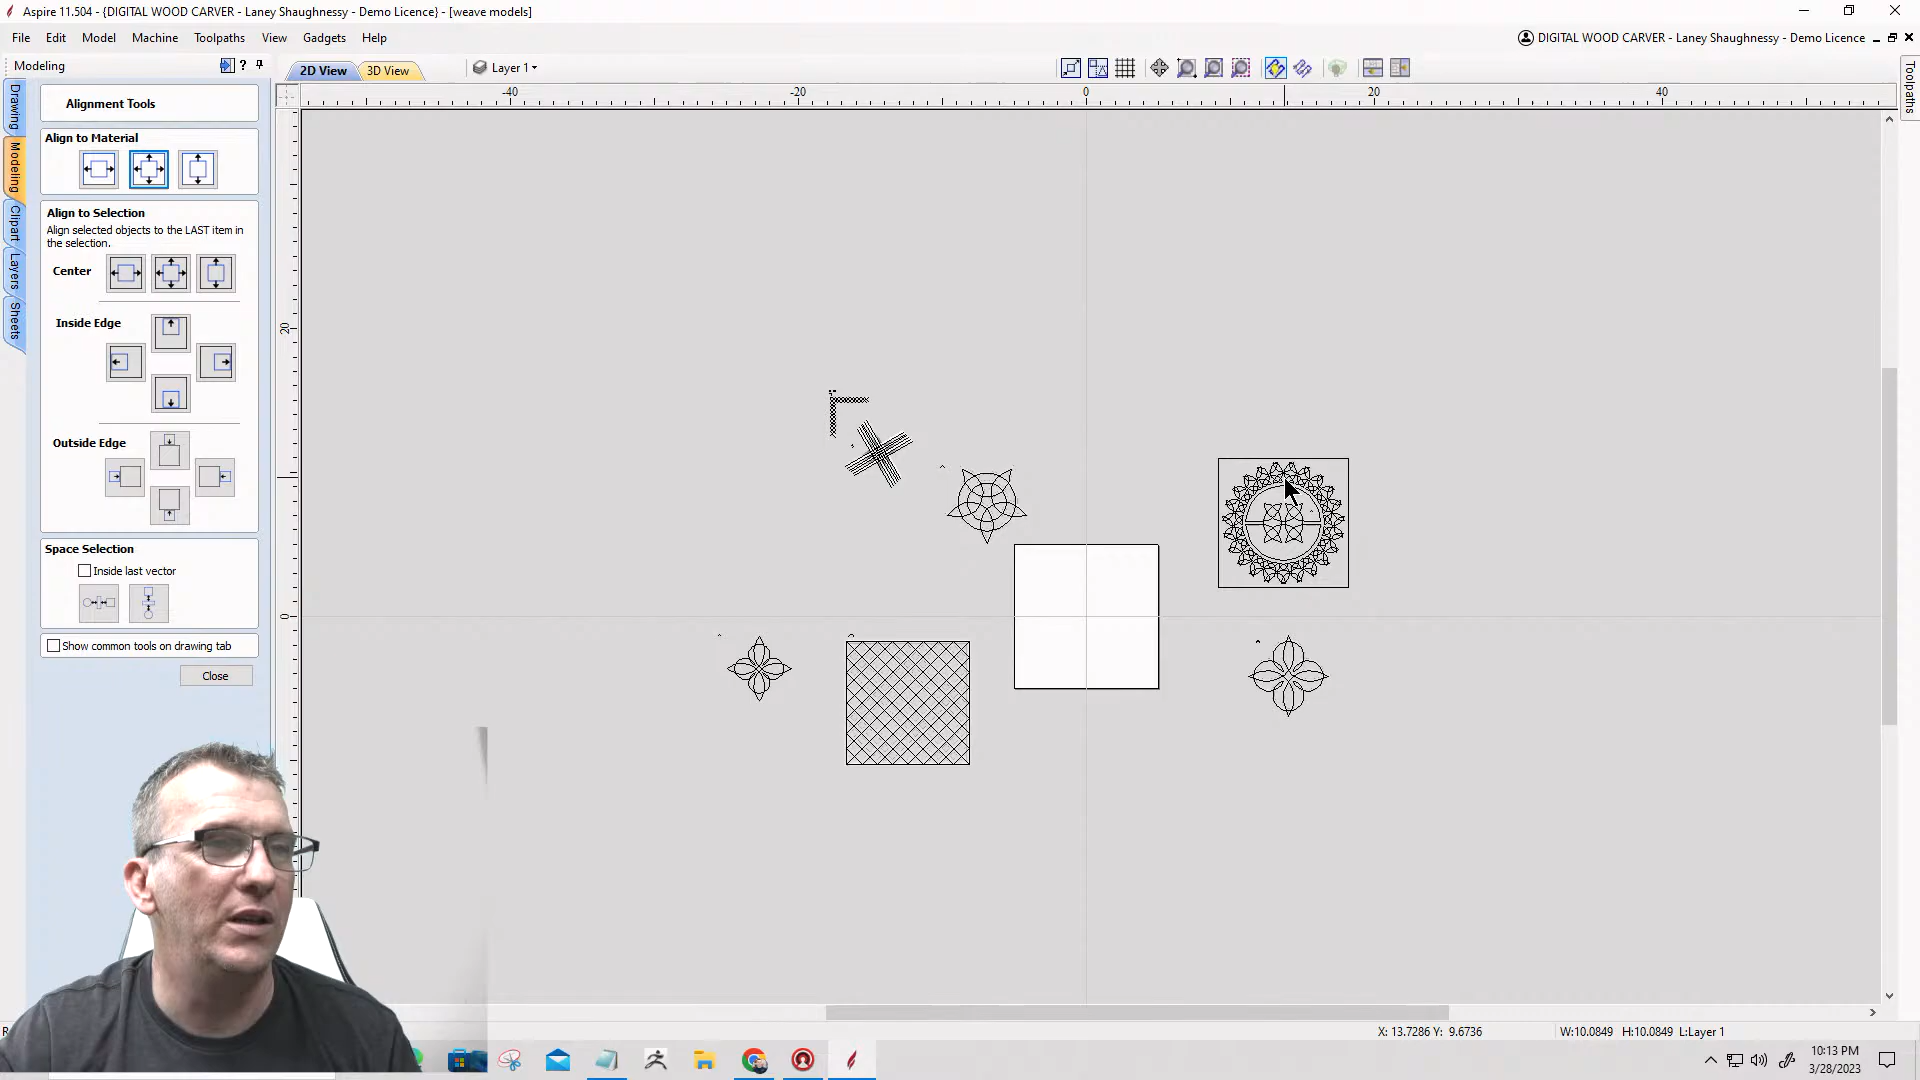 Aspire 11.504 - {DIGITAL WOOD CARVER - Laney Shaughnessy - Demo Licence} - [weave models]
File Edit Model Machine Toolpaths View Gadgets Help
DIGITAL WOOD CARVER - Laney Shaughnessy - Demo Licence
Modeling
?
2D View
3D View
Layer 1
Toolpaths
Drawing
Modeling
Clipart
Layers
Sheets
-40 -20 0 20 40
20
0
Alignment Tools
Align to Material
Align to Selection
Align selected objects to the LAST item in
the selection.
Center
Inside Edge
Outside Edge
Space Selection
Inside last vector
Show common tools on drawing tab
Close
X: 13.7286 Y: 9.6736
W:10.0849 H:10.0849 L:Layer 1
10:13 PM
3/28/2023